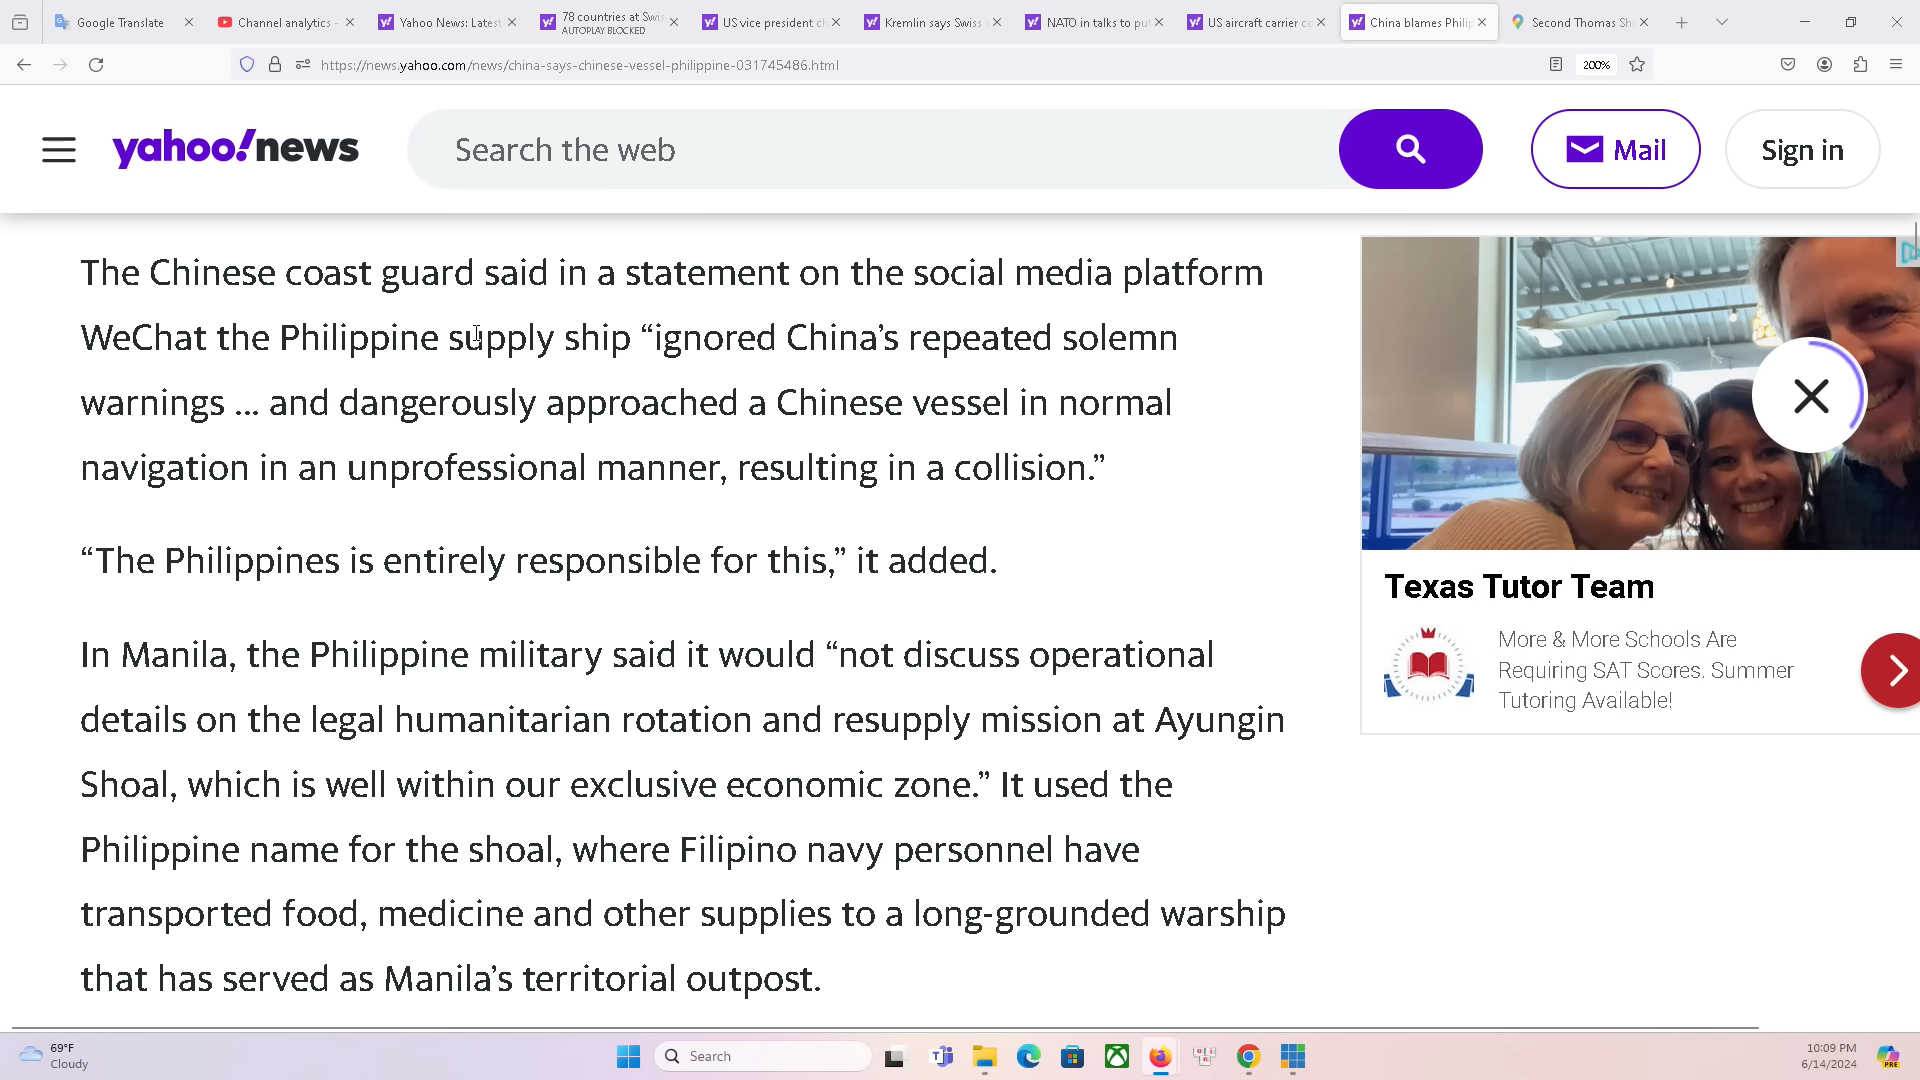 Google Translate
Channel analytics -
Yahoo News: Latest
78 countries at Swis
AUTOPLAY BLOCKED
US vice president ch
Kremlin says Swiss
NATO in talks to pu
US aircraft carrier co
China blames Philip
Second Thomas Sh
https://news.yahoo.com/news/china-says-chinese-vessel-philippine-031745486.html
200%
yahoo!news
Search the web
Mail
Sign in
The Chinese coast guard said in a statement on the social media platform
WeChat the Philippine supply ship “ignored China’s repeated solemn
warnings ... and dangerously approached a Chinese vessel in normal
navigation in an unprofessional manner, resulting in a collision.”
“The Philippines is entirely responsible for this,” it added.
In Manila, the Philippine military said it would “not discuss operational
details on the legal humanitarian rotation and resupply mission at Ayungin
Shoal, which is well within our exclusive economic zone.” It used the
Philippine name for the shoal, where Filipino navy personnel have
transported food, medicine and other supplies to a long-grounded warship
that has served as Manila’s territorial outpost.
Texas Tutor Team
More & More Schools Are
Requiring SAT Scores. Summer
Tutoring Available!
69°F
Cloudy
Search
10:09 PM
6/14/2024
PRE